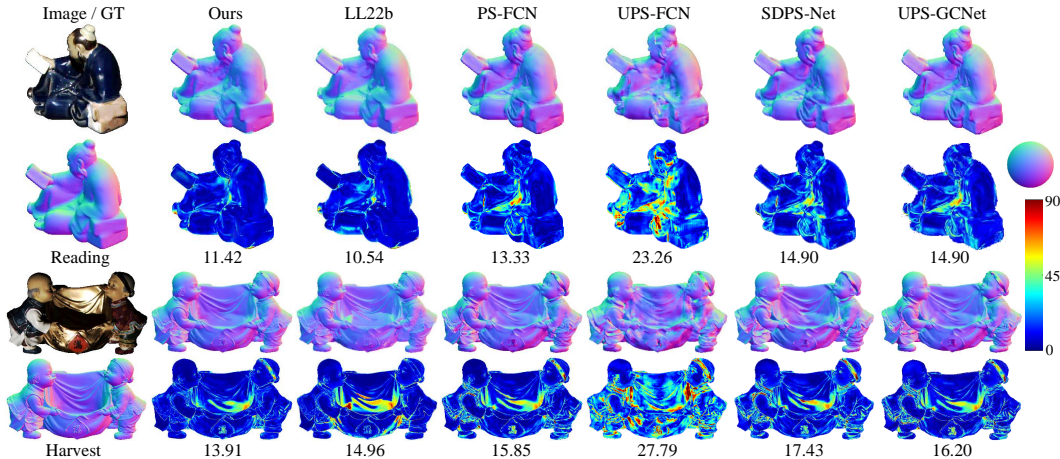 Image / GT Ours LL22b PS-FCN UPS-FCN SDPS-Net UPS-GCNet
90
45
0
Reading 11.42 10.54 13.33 23.26 14.90 14.90
Harvest 13.91 14.96 15.85 27.79 17.43 16.20